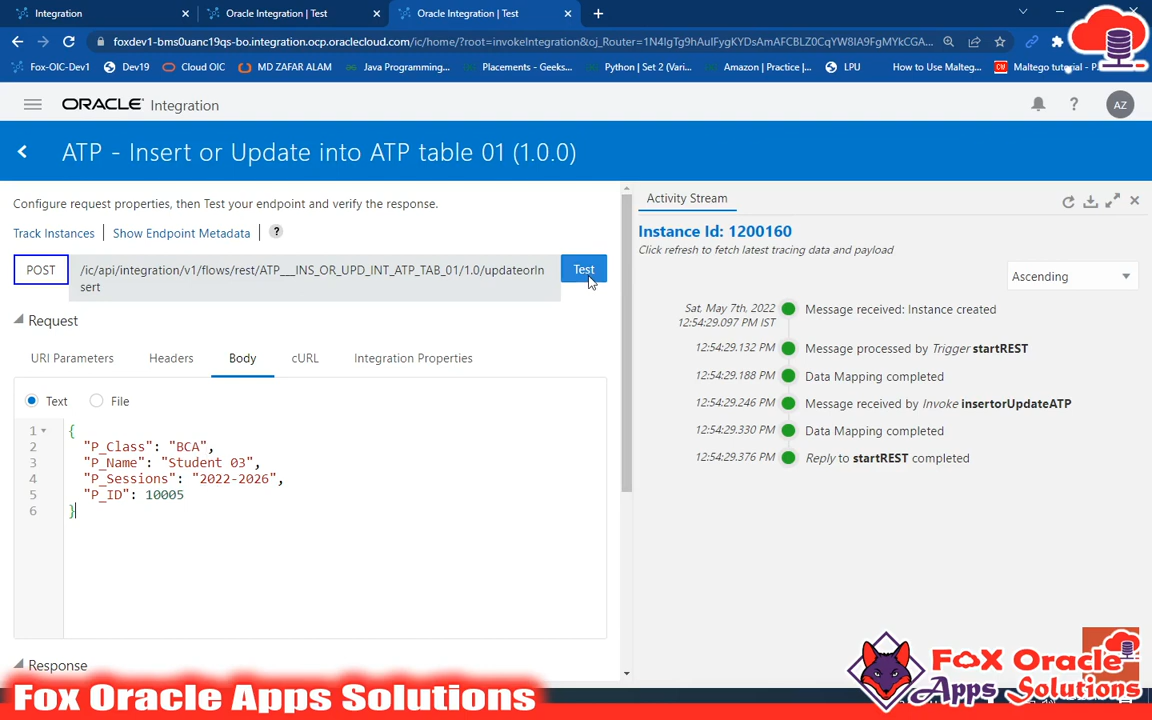 Integration
Oracle Integration | Test
Oracle Integration | Test
foxdev1-bms0uanc19qs-bo.integration.ocp.oraclecloud.com/ic/home/?root=invokeIntegration&oj_Router=1N4IgTg9hAuIFygKYDsAmAFCBLZ0CqYW8IA9FgMYkCGA...
Fox-OIC-Dev1
Dev19
Cloud OIC
MD ZAFAR ALAM
Java Programming...
Placements - Geeks...
Python | Set 2 (Vari...
Amazon | Practice |...
LPU
How to Use Malteg...
Maltego tutorial - P...
ORACLE Integration
AZ
ATP - Insert or Update into ATP table 01 (1.0.0)
Configure request properties, then Test your endpoint and verify the response.
Track Instances
Show Endpoint Metadata
?
POST
/ic/api/integration/v1/flows/rest/ATP___INS_OR_UPD_INT_ATP_TAB_01/1.0/updateorIn
sert
Test
Request
URI Parameters
Headers
Body
cURL
Integration Properties
Text
File
1 {
2 "P_Class": "BCA",
3 "P_Name": "Student 03",
4 "P_Sessions": "2022-2026",
5 "P_ID": 10005
6 }
Response
Activity Stream
Instance Id: 1200160
Click refresh to fetch latest tracing data and payload
Ascending
Sat, May 7th, 2022
12:54:29.097 PM IST
Message received: Instance created
12:54:29.132 PM Message processed by Trigger startREST
12:54:29.188 PM Data Mapping completed
12:54:29.246 PM Message received by Invoke insertorUpdateATP
12:54:29.330 PM Data Mapping completed
12:54:29.376 PM Reply to startREST completed
Fox Oracle Apps Solutions
FOX Oracle
Apps Solutions